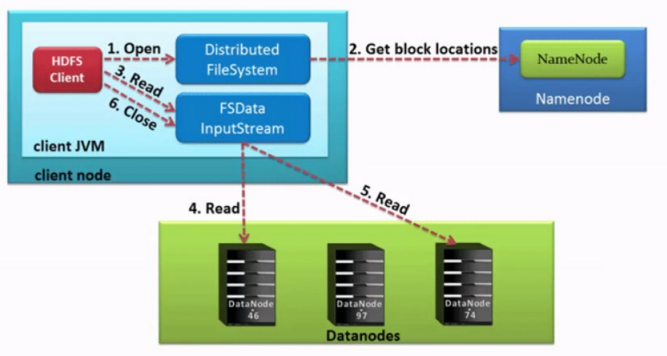 1. Open
HDFS
Client
Distributed
FileSystem
2. Get block locations
NameNode
Namenode
3. Read
6. Close
FSData
InputStream
client JVM
client node
4. Read
5. Read
DataNode
46
DataNode
97
DataNode
74
Datanodes